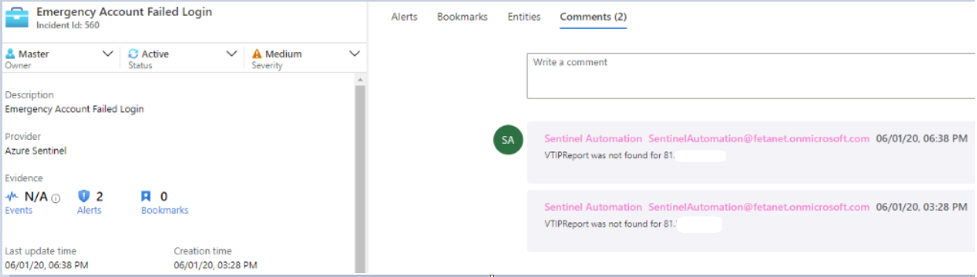 Emergency Account Failed Login
Incident Id: 560
Master
Owner
Active
Status
Medium
Severity
Description
Emergency Account Failed Login
Provider
Azure Sentinel
Evidence
N/A
Events
2
Alerts
0
Bookmarks
Last update time
06/01/20, 06:38 PM
Creation time
06/01/20, 03:28 PM
Alerts Bookmarks Entities Comments (2)
Write a comment
SA
Sentinel Automation SentinelAutomation@fetanet.onmicrosoft.com 06/01/20, 06:38 PM
VTIPReport was not found for 81.
Sentinel Automation SentinelAutomation@fetanet.onmicrosoft.com 06/01/20, 03:28 PM
VTIPReport was not found for 81.